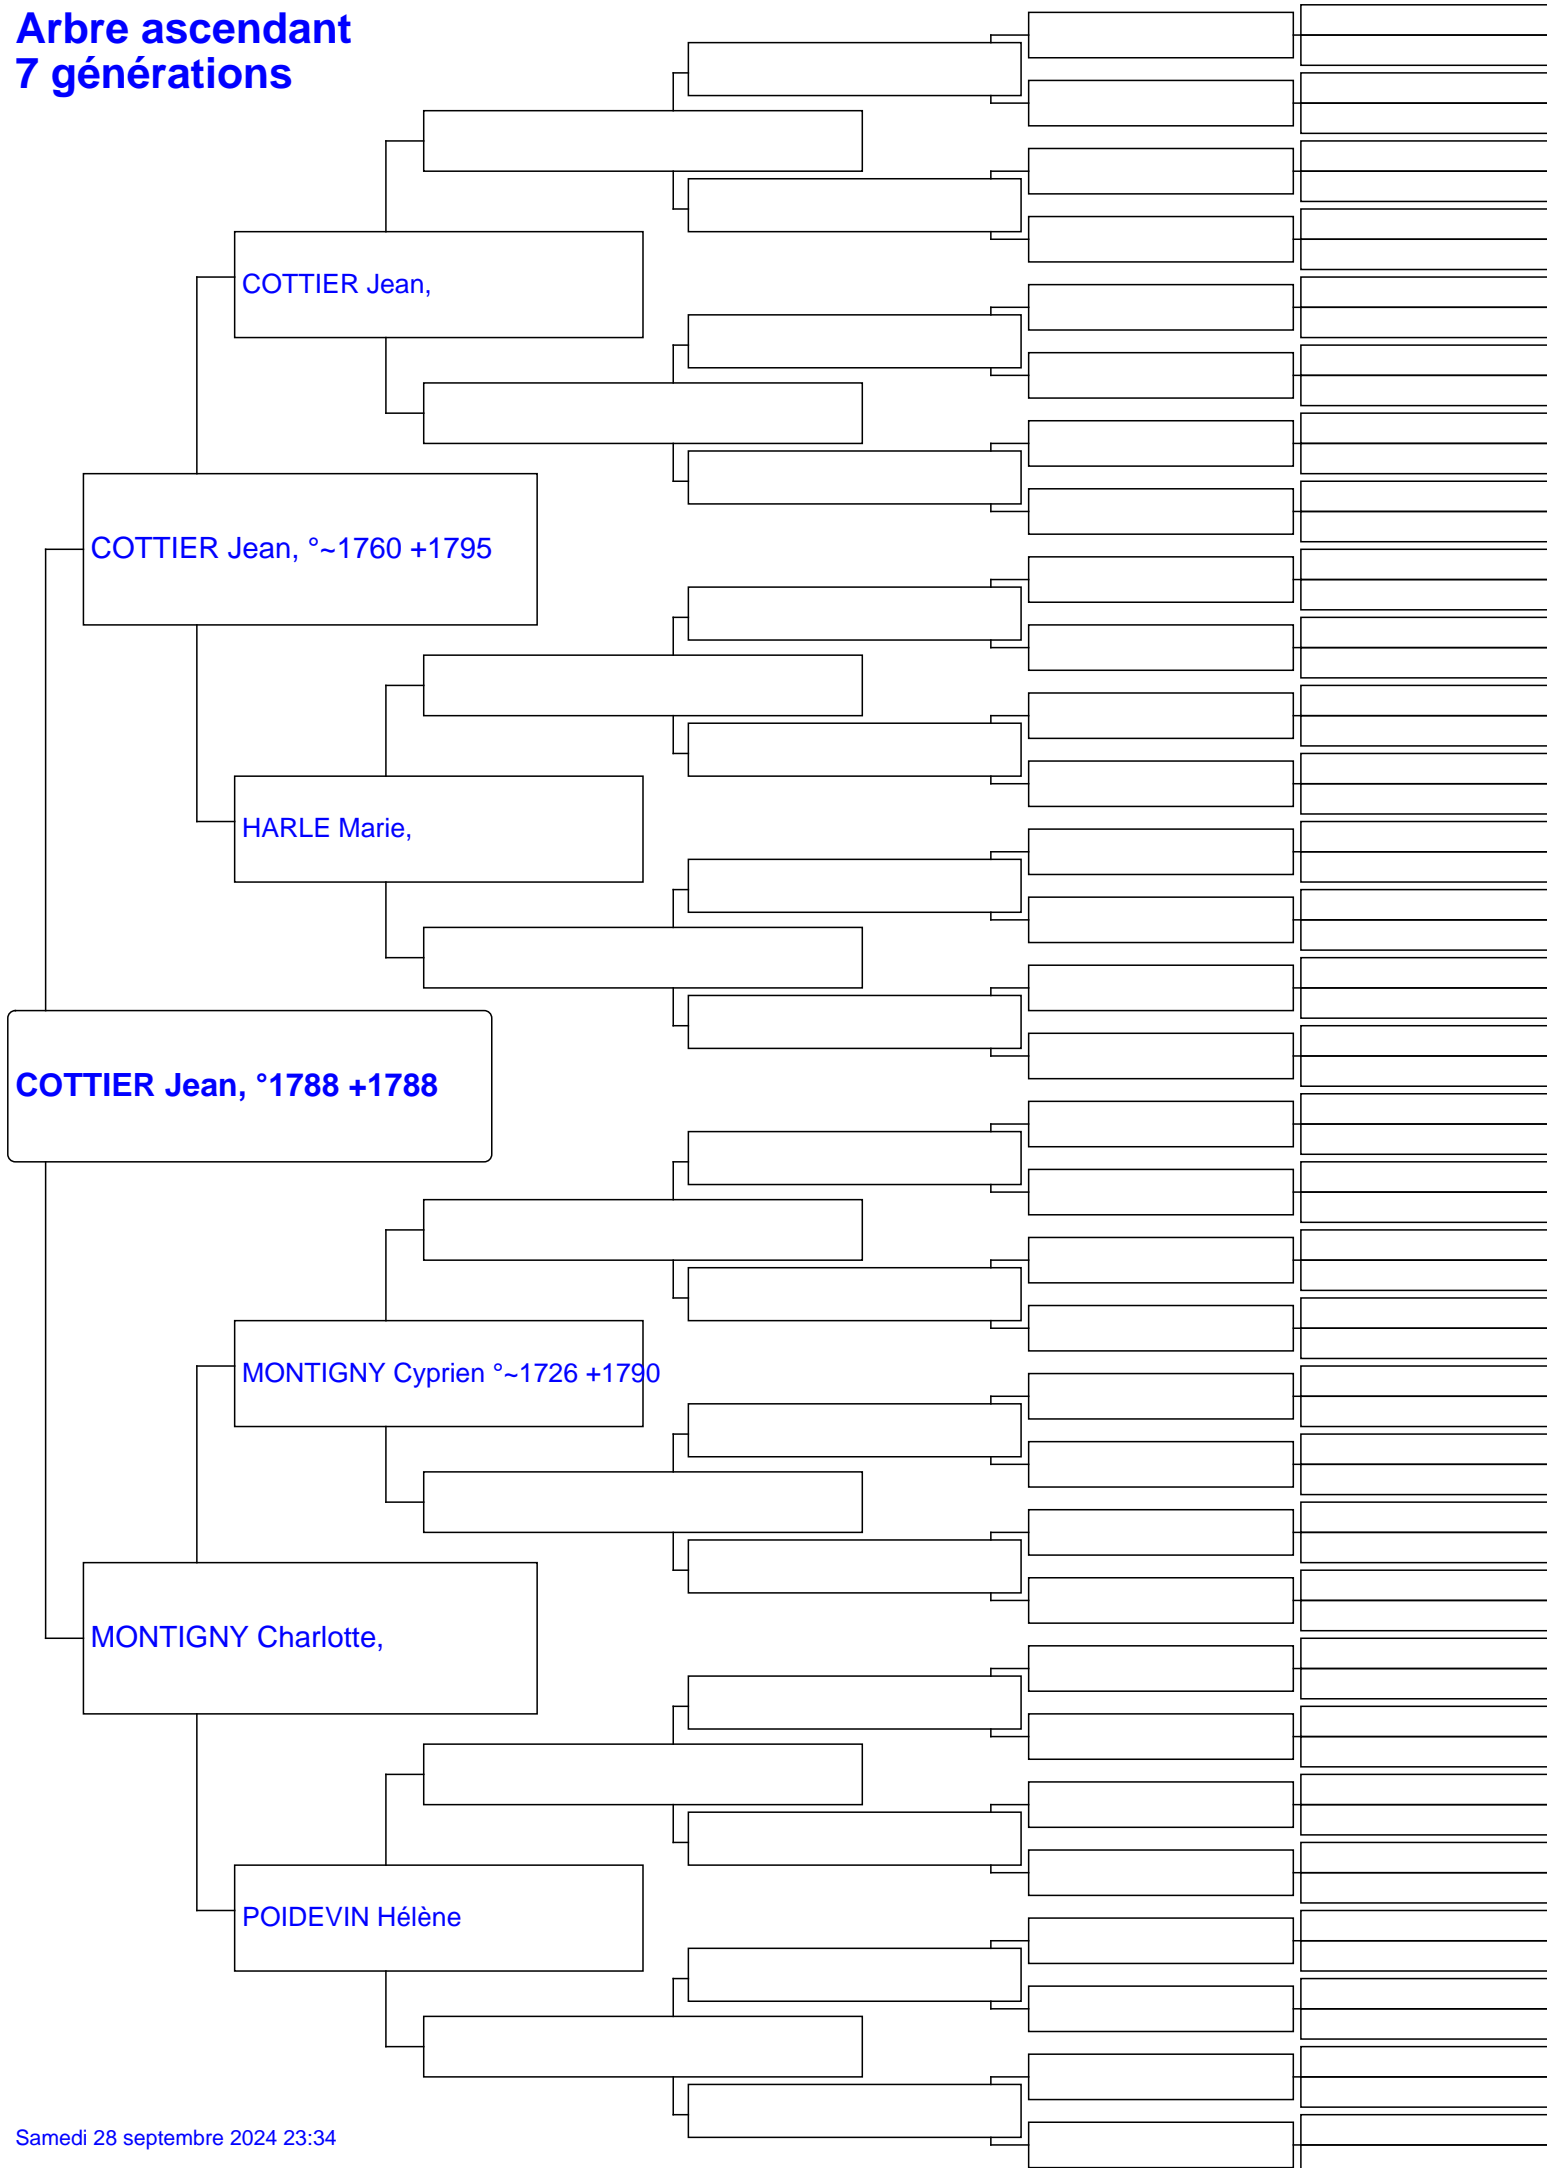 Arbre ascendant
7 générations
COTTIER Jean,
COTTIER Jean, °~1760 +1795
HARLE Marie,
COTTIER Jean, °1788 +1788
MONTIGNY Cyprien °~1726 +1790
MONTIGNY Charlotte,
POIDEVIN Hélène
Samedi 28 septembre 2024 23:34